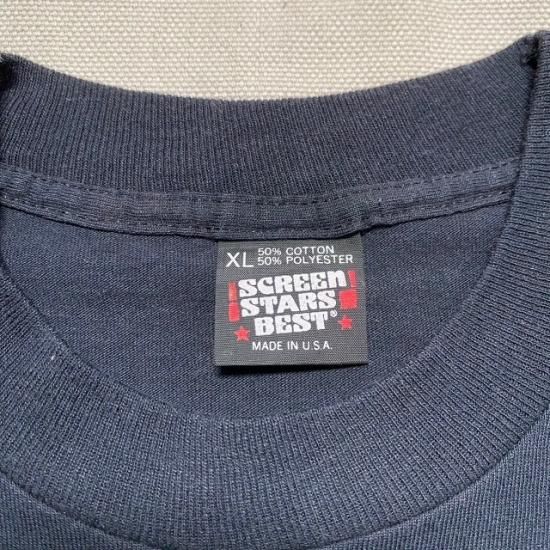 XL 50% COTTON
50% POLYESTER
SCREEN
STARS
BEST®
MADE IN U.S.A.